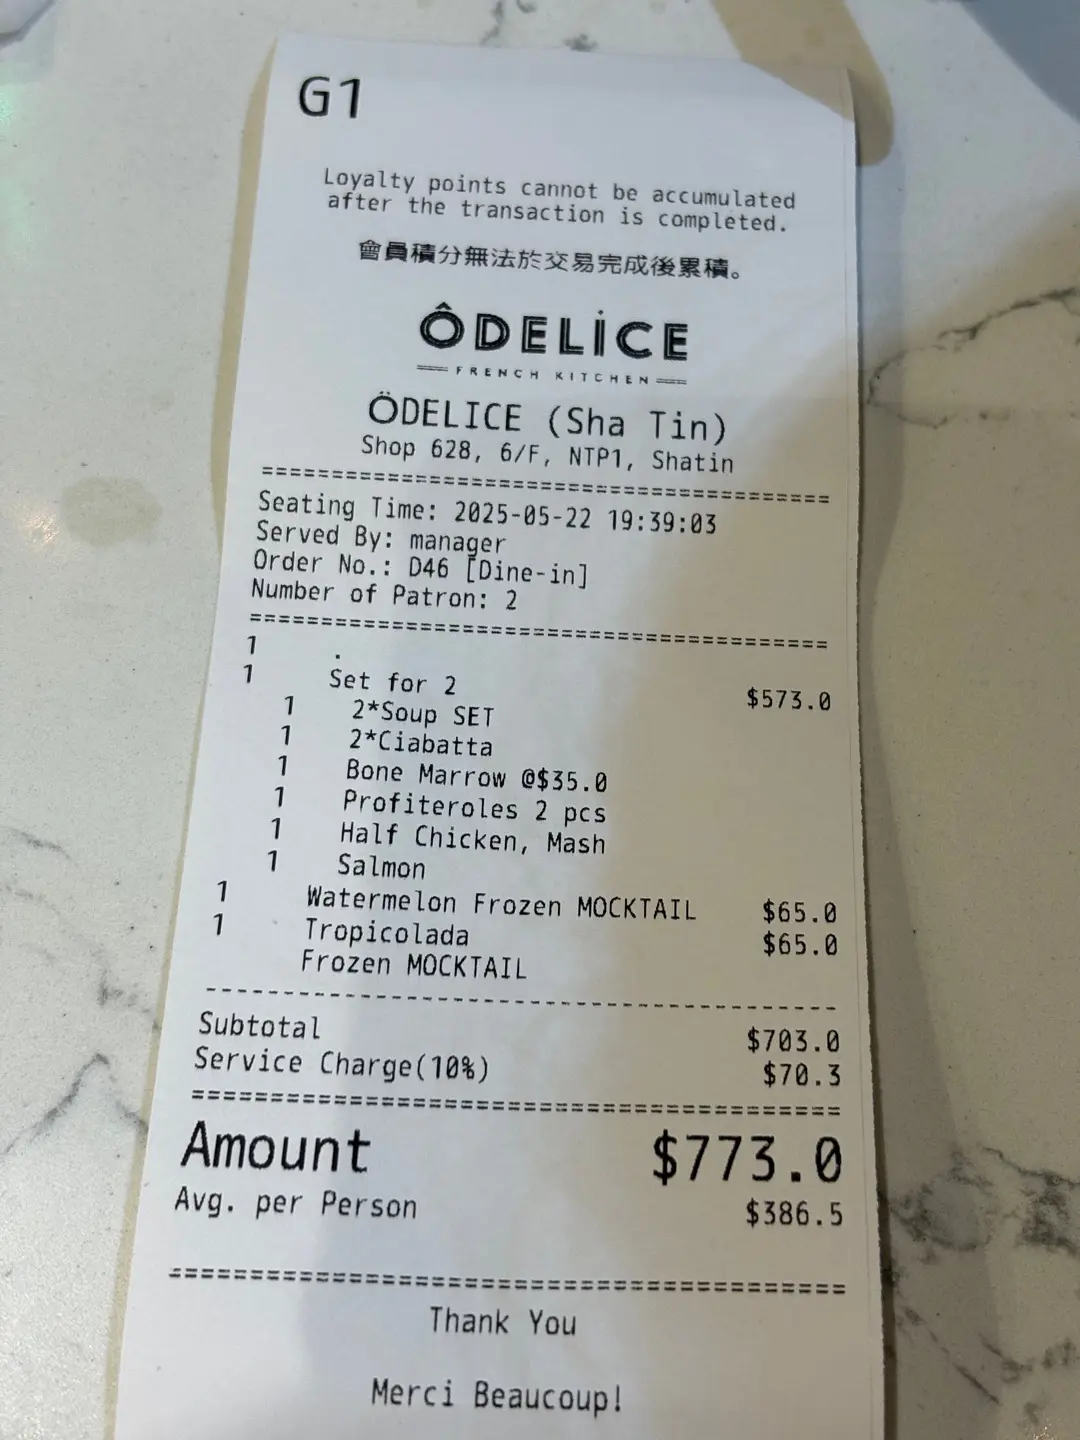 G1
Loyalty points cannot be accumulated
after the transaction is completed.
會員積分無法於交易完成後累積。
ÔDELİCE
FRENCH KITCHEN
ÖDELICE (Sha Tin)
Shop 628, 6/F, NTP1, Shatin
========================================
Seating Time: 2025-05-22 19:39:03
Served By: manager
Order No.: D46 [Dine-in]
Number of Patron: 2
========================================
1 .
1 Set for 2 $573.0
1 2*Soup SET
1 2*Ciabatta
1 Bone Marrow @$35.0
1 Profiteroles 2 pcs
1 Half Chicken, Mash
1 Salmon
1 Watermelon Frozen MOCKTAIL $65.0
1 Tropicolada $65.0
Frozen MOCKTAIL
----------------------------------------
Subtotal $703.0
Service Charge(10%) $70.3
========================================
Amount $773.0
Avg. per Person $386.5
========================================
Thank You
Merci Beaucoup!